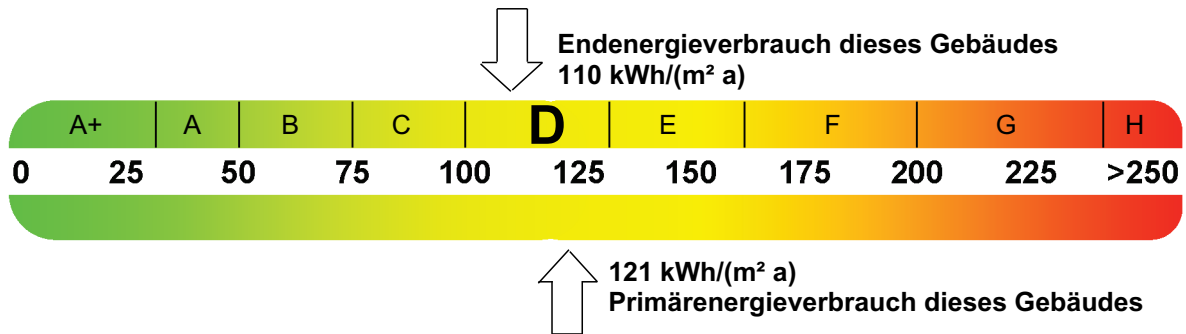 Endenergieverbrauch dieses Gebäudes
110 kWh/(m² a)
A+ A B C D E F G H
0 25 50 75 100 125 150 175 200 225 >250
121 kWh/(m² a)
Primärenergieverbrauch dieses Gebäudes